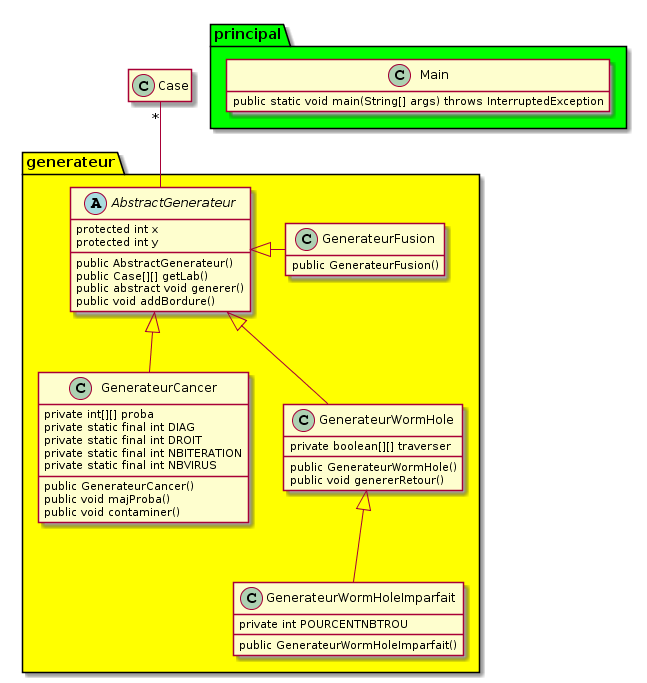 principal
C Main
public static void main(String[] args) throws InterruptedException
C Case
*
generateur
A AbstractGenerateur
protected int x
protected int y
public AbstractGenerateur()
public Case[][] getLab()
public abstract void generer()
public void addBordure()
C GenerateurFusion
public GenerateurFusion()
C GenerateurCancer
private int[][] proba
private static final int DIAG
private static final int DROIT
private static final int NBITERATION
private static final int NBVIRUS
public GenerateurCancer()
public void majProba()
public void contaminer()
C GenerateurWormHole
private boolean[][] traverser
public GenerateurWormHole()
public void genererRetour()
C GenerateurWormHoleImparfait
private int POURCENTNBTROU
public GenerateurWormHoleImparfait()